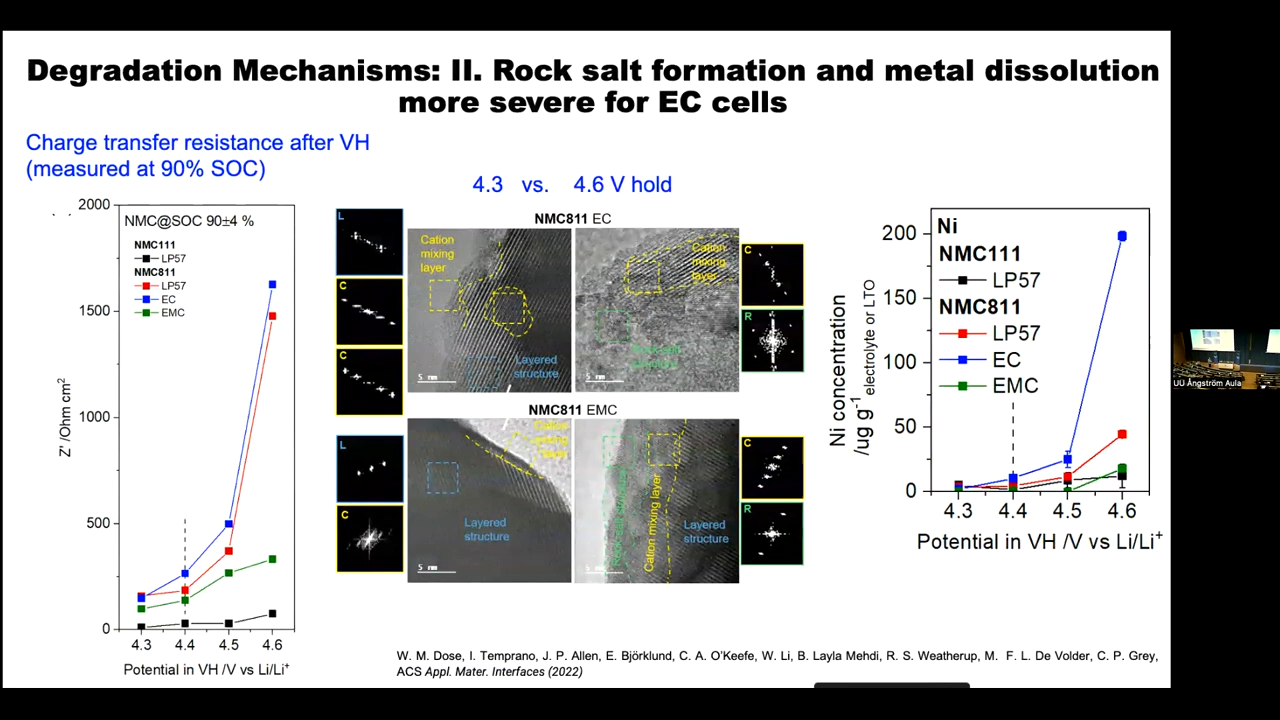 Degradation Mechanisms: II. Rock salt formation and metal dissolution
more severe for EC cells
Charge transfer resistance after VH
(measured at 90% SOC)
4.3 vs. 4.6 V hold
2000
1500
1000
500
0
Z' /Ohm cm2
NMC@SOC 90±4 %
NMC111
LP57
NMC811
LP57
EC
EMC
4.3 4.4 4.5 4.6
Potential in VH /V vs Li/Li+
NMC811 EC
L
C
C
Cation
mixing
layer
Layered
structure
5 nm
Cation
mixing
layer
5 nm
C
R
NMC811 EMC
L
C
Cation
mixing
layer
Layered
structure
5 nm
Cation mixing layer
Layered
structure
5 nm
C
R
200
150
100
50
0
Ni concentration
/ug g-1 electrolyte or LTO
Ni
NMC111
LP57
NMC811
LP57
EC
EMC
4.3 4.4 4.5 4.6
Potential in VH /V vs Li/Li+
W. M. Dose, I. Temprano, J. P. Allen, E. Björklund, C. A. O'Keefe, W. Li, B. Layla Mehdi, R. S. Weatherup, M. F. L. De Volder, C. P. Grey,
ACS Appl. Mater. Interfaces (2022)
UU Ångström Aula